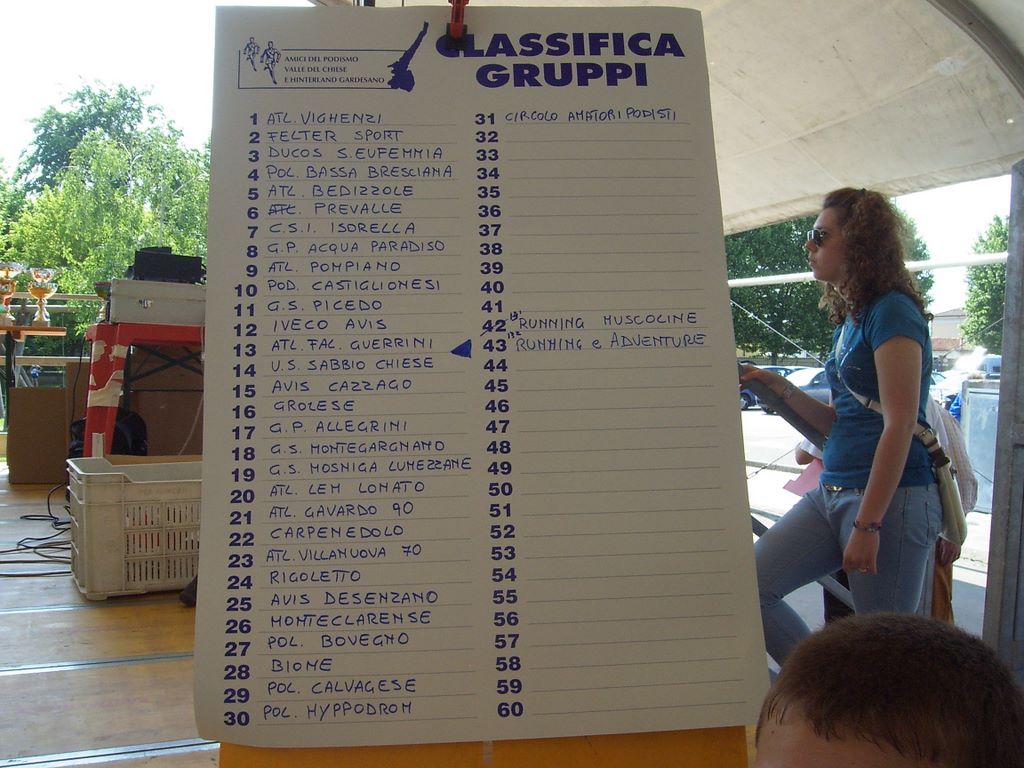 AMICI DEL PODISMO
VALLE DEL CHIESE
E HINTERLAND GARDESANO
CLASSIFICA
GRUPPI
1 ATL. VIGHENZI
2 FELTER SPORT
3 DUCOS S. EUFEMMIA
4 POL. BASSA BRESCIANA
5 ATL. BEDIZZOLE
6 ATL. PREVALLE
7 C.S.I. ISORELLA
8 G.P. ACQUA PARADISO
9 ATL. POMPIANO
10 POD. CASTIGLIONESI
11 G.S. PICEDO
12 IVECO AVIS
13 ATL. FAL. GUERRINI
14 U.S. SABBIO CHIESE
15 AVIS CAZZAGO
16 GROLESE
17 G.P. ALLEGRINI
18 G.S. MONTEGARGNANO
19 G.S. MOSNIGA LUMEZZANE
20 ATL. LEM LONATO
21 ATL. GAVARDO 90
22 CARPENEDOLO
23 ATL. VILLANUOVA 70
24 RIGOLETTO
25 AVIS DESENZANO
26 MONTECLARENSE
27 POL. BOVEGNO
28 BIONE
29 POL. CALVAGESE
30 POL. HYPPODROM
31 CIRCOLO AMATORI PODISTI
32
33
34
35
36
37
38
39
40
41
42 RUNNING MUSCOLINE
43 RUNNING e ADVENTURE
44
45
46
47
48
49
50
51
52
53
54
55
56
57
58
59
60